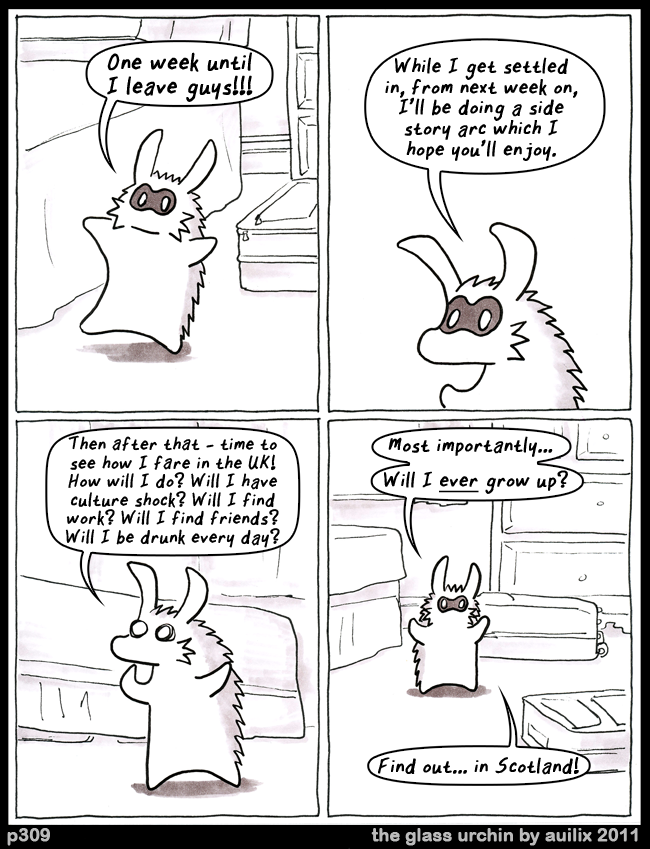 One week until
I leave guys!!!
While I get settled
in, from next week on,
I'll be doing a side
story arc which I
hope you'll enjoy.
Then after that - time to
see how I fare in the UK!
How will I do? Will I have
culture shock? Will I find
work? Will I find friends?
Will I be drunk every day?
Most importantly...
Will I ever grow up?
Find out... in Scotland!
p309
the glass urchin by auilix 2011